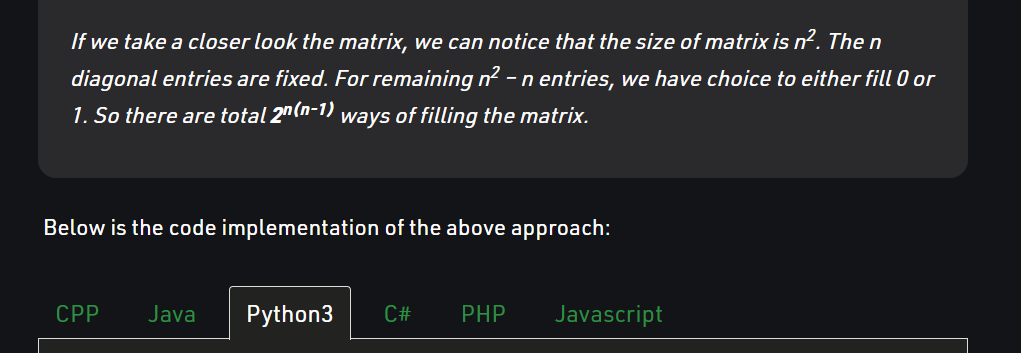 If we take a closer look the matrix, we can notice that the size of matrix is n². The n
diagonal entries are fixed. For remaining n² – n entries, we have choice to either fill 0 or
1. So there are total 2ⁿ⁽ⁿ⁻¹⁾ ways of filling the matrix.
Below is the code implementation of the above approach:
CPP Java Python3 C# PHP Javascript